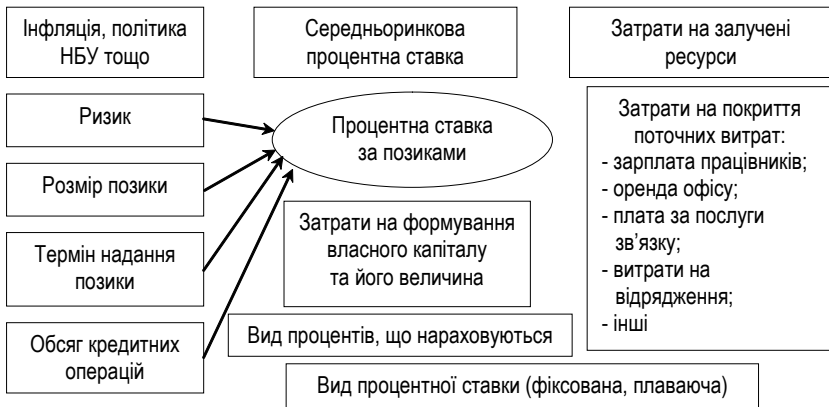 Інфляція, політика
НБУ тощо
Середньоринкова
процентна ставка
Затрати на залучені
ресурси
Ризик
Процентна ставка
за позиками
Затрати на покриття
поточних витрат:
- зарплата працівників;
- оренда офісу;
- плата за послуги
зв’язку;
- витрати на
відрядження;
- інші
Розмір позики
Затрати на формування
власного капіталу
та його величина
Термін надання
позики
Вид процентів, що нараховуються
Обсяг кредитних
операцій
Вид процентної ставки (фіксована, плаваюча)